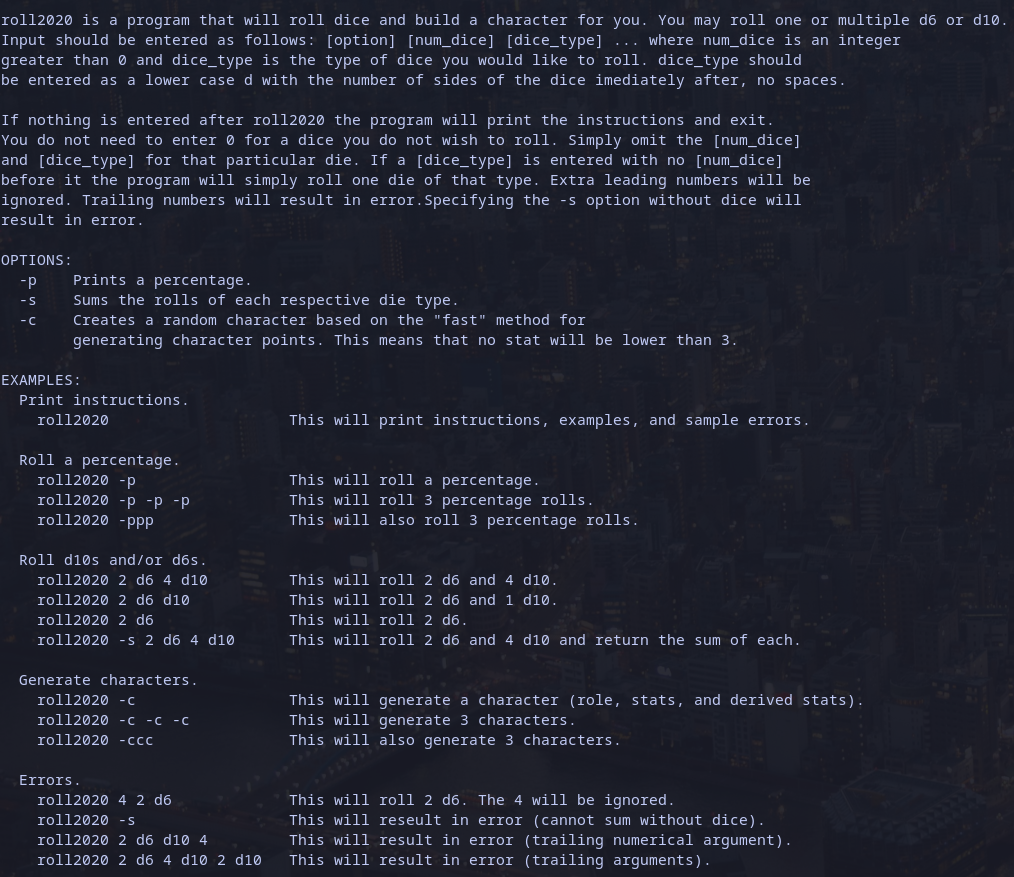 roll2020 is a program that will roll dice and build a character for you. You may roll one or multiple d6 or d10.
Input should be entered as follows: [option] [num_dice] [dice_type] ... where num_dice is an integer
greater than 0 and dice_type is the type of dice you would like to roll. dice_type should
be entered as a lower case d with the number of sides of the dice imediately after, no spaces.

If nothing is entered after roll2020 the program will print the instructions and exit.
You do not need to enter 0 for a dice you do not wish to roll. Simply omit the [num_dice]
and [dice_type] for that particular die. If a [dice_type] is entered with no [num_dice]
before it the program will simply roll one die of that type. Extra leading numbers will be
ignored. Trailing numbers will result in error.Specifying the -s option without dice will
result in error.

OPTIONS:
  -p    Prints a percentage.
  -s    Sums the rolls of each respective die type.
  -c    Creates a random character based on the "fast" method for
        generating character points. This means that no stat will be lower than 3.

EXAMPLES:
  Print instructions.
    roll2020                    This will print instructions, examples, and sample errors.

  Roll a percentage.
    roll2020 -p                 This will roll a percentage.
    roll2020 -p -p -p           This will roll 3 percentage rolls.
    roll2020 -ppp               This will also roll 3 percentage rolls.

  Roll d10s and/or d6s.
    roll2020 2 d6 4 d10         This will roll 2 d6 and 4 d10.
    roll2020 2 d6 d10           This will roll 2 d6 and 1 d10.
    roll2020 2 d6               This will roll 2 d6.
    roll2020 -s 2 d6 4 d10      This will roll 2 d6 and 4 d10 and return the sum of each.

  Generate characters.
    roll2020 -c                 This will generate a character (role, stats, and derived stats).
    roll2020 -c -c -c           This will generate 3 characters.
    roll2020 -ccc               This will also generate 3 characters.

  Errors.
    roll2020 4 2 d6             This will roll 2 d6. The 4 will be ignored.
    roll2020 -s                 This will reseult in error (cannot sum without dice).
    roll2020 2 d6 d10 4         This will result in error (trailing numerical argument).
    roll2020 2 d6 4 d10 2 d10   This will result in error (trailing arguments).